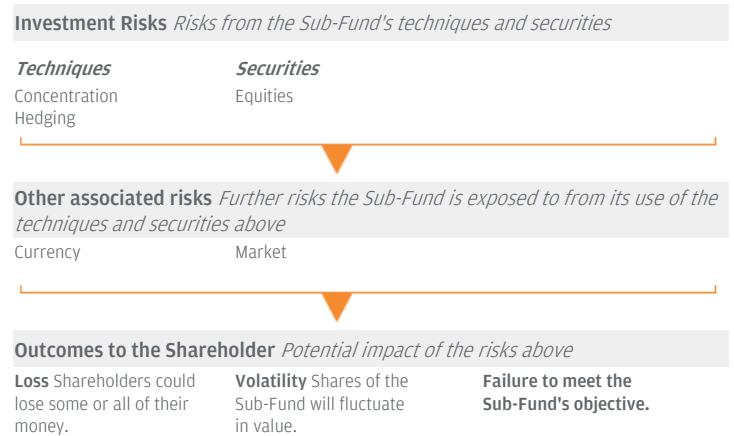 Investment Risks Risks from the Sub-Fund's techniques and securities
Techniques
Securities
Concentration
Equities
Hedging
Other associated risks Further risks the Sub-Fund is exposed to from its use of the
techniques and securities above
Currency
Market
Outcomes to the Shareholder Potential impact of the risks above
Loss Shareholders could
lose some or all of their
money.
Volatility Shares of the
Sub-Fund will fluctuate
in value.
Failure to meet the
Sub-Fund's objective.